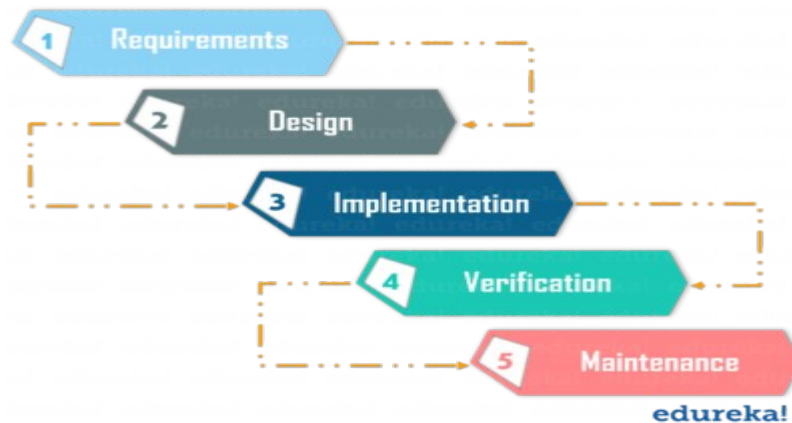 1 Requirements
2 Design
3 Implementation
4 Verification
5 Maintenance
edureka!